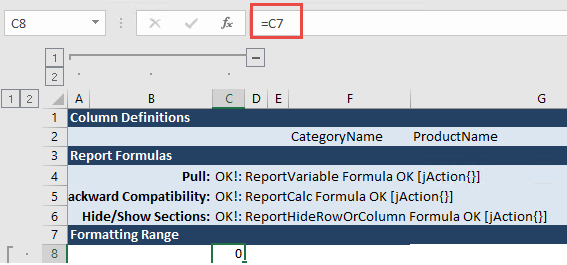 C8 fx =C7
1
2
1 2 A B C D E F G
1 Column Definitions
2 CategoryName ProductName
3 Report Formulas
4 Pull: OK!: ReportVariable Formula OK [jAction{}]
5 ackward Compatibility: OK!: ReportCalc Formula OK [jAction{}]
6 Hide/Show Sections: OK!: ReportHideRowOrColumn Formula OK [jAction{}]
7 Formatting Range
8 0